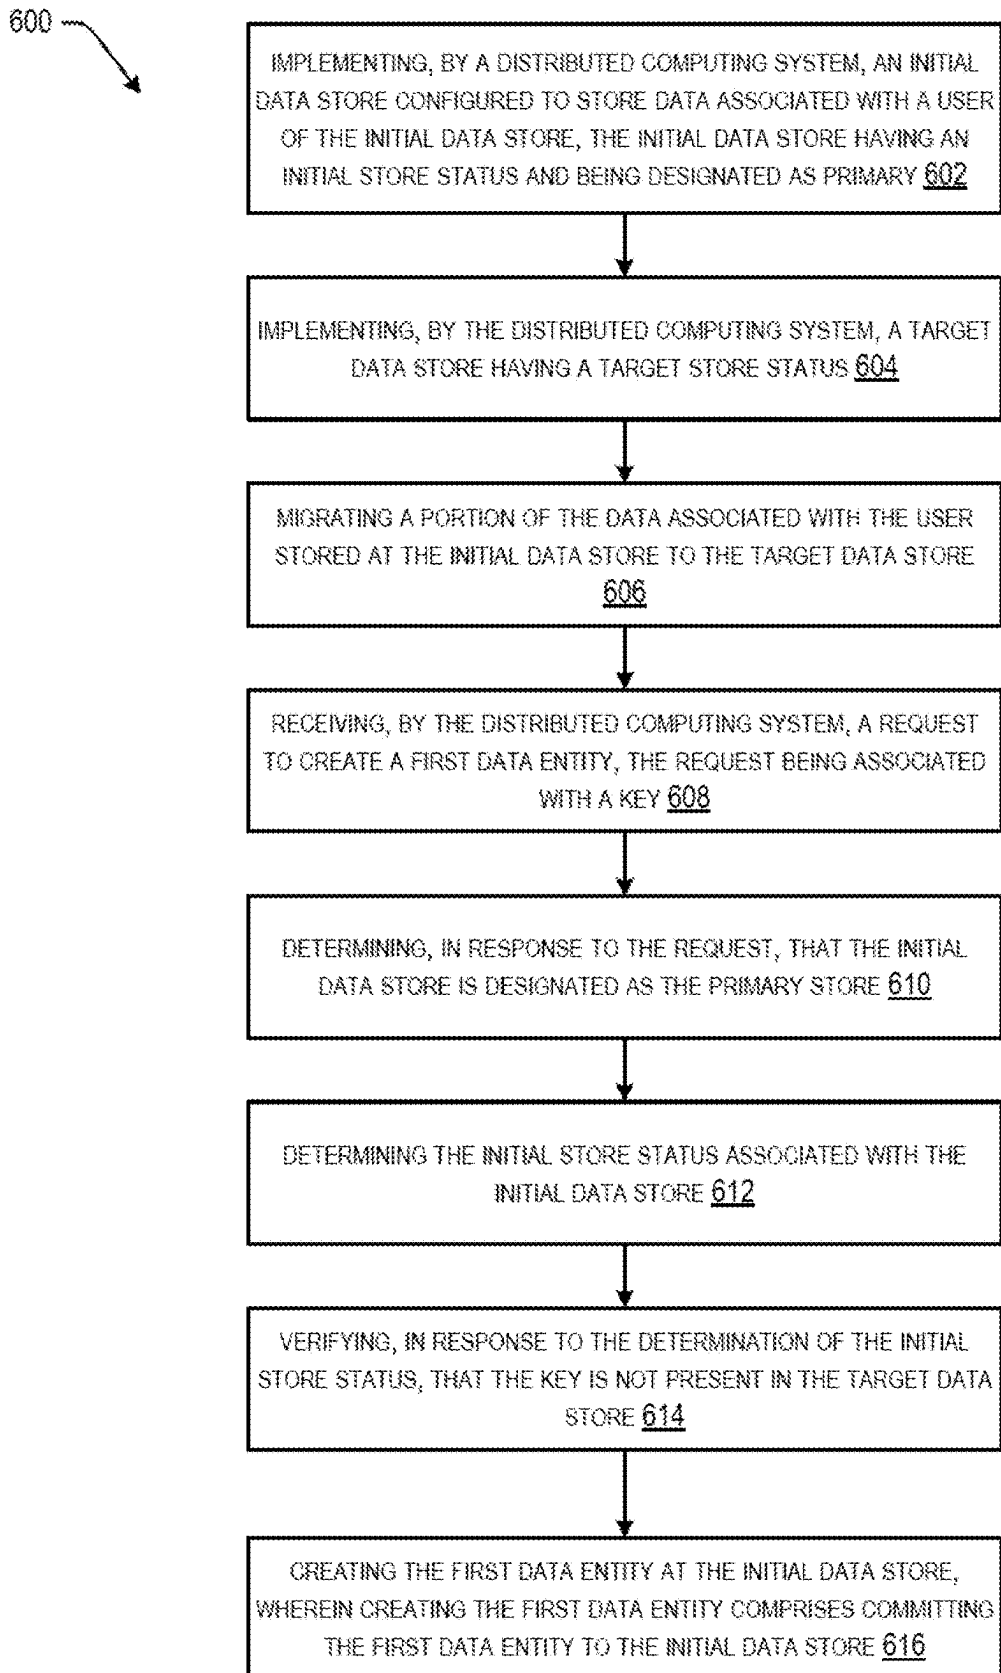 600
IMPLEMENTING, BY A DISTRIBUTED COMPUTING SYSTEM, AN INITIAL
DATA STORE CONFIGURED TO STORE DATA ASSOCIATED WITH A USER
OF THE INITIAL DATA STORE, THE INITIAL DATA STORE HAVING AN
INITIAL STORE STATUS AND BEING DESIGNATED AS PRIMARY 602
IMPLEMENTING, BY THE DISTRIBUTED COMPUTING SYSTEM, A TARGET
DATA STORE HAVING A TARGET STORE STATUS 604
MIGRATING A PORTION OF THE DATA ASSOCIATED WITH THE USER
STORED AT THE INITIAL DATA STORE TO THE TARGET DATA STORE
606
RECEIVING, BY THE DISTRIBUTED COMPUTING SYSTEM, A REQUEST
TO CREATE A FIRST DATA ENTITY, THE REQUEST BEING ASSOCIATED
WITH A KEY 608
DETERMINING, IN RESPONSE TO THE REQUEST, THAT THE INITIAL
DATA STORE IS DESIGNATED AS THE PRIMARY STORE 610
DETERMINING THE INITIAL STORE STATUS ASSOCIATED WITH THE
INITIAL DATA STORE 612
VERIFYING, IN RESPONSE TO THE DETERMINATION OF THE INITIAL
STORE STATUS, THAT THE KEY IS NOT PRESENT IN THE TARGET DATA
STORE 614
CREATING THE FIRST DATA ENTITY AT THE INITIAL DATA STORE,
WHEREIN CREATING THE FIRST DATA ENTITY COMPRISES COMMITTING
THE FIRST DATA ENTITY TO THE INITIAL DATA STORE 616